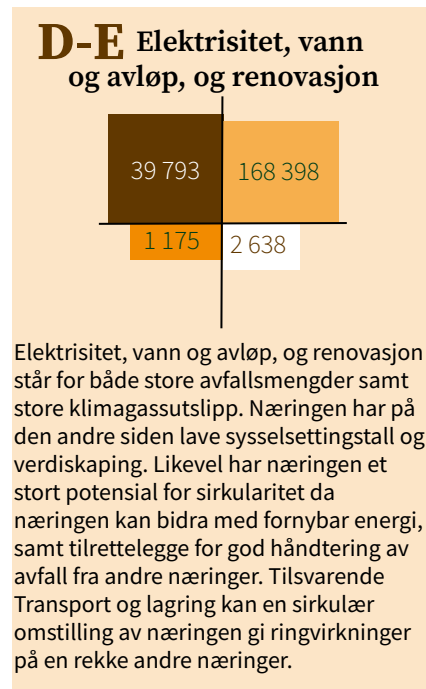 D-E Elektrisitet, vann
og avløp, og renovasjon
39 793 168 398
1 175 2 638
Elektrisitet, vann og avløp, og renovasjon
står for både store avfallsmengder samt
store klimagassutslipp. Næringen har på
den andre siden lave sysselsettingstall og
verdiskaping. Likevel har næringen et
stort potensial for sirkularitet da
næringen kan bidra med fornybar energi,
samt tilrettelegge for god håndtering av
avfall fra andre næringer. Tilsvarende
Transport og lagring kan en sirkulær
omstilling av næringen gi ringvirkninger
på en rekke andre næringer.